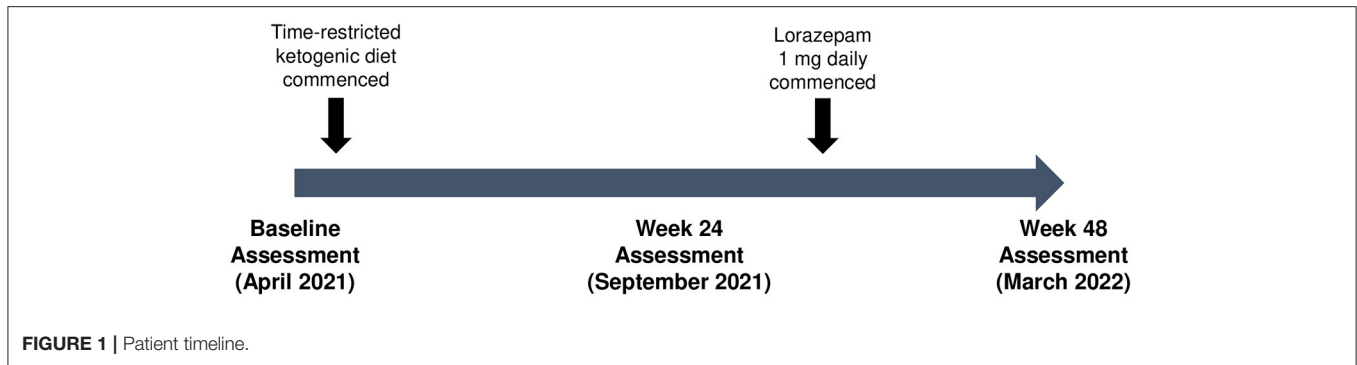 Time-restricted
ketogenic diet
commenced
Lorazepam
1 mg daily
commenced
Baseline
Assessment
(April 2021)
Week 24
Assessment
(September 2021)
Week 48
Assessment
(March 2022)
FIGURE 1 | Patient timeline.